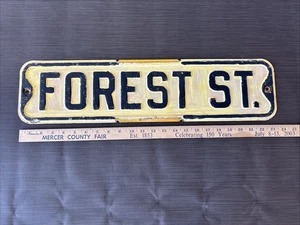 FOREST ST.
MERCER COUNTY FAIR Est. 1853 Celebrating 150 Years July 8-13, 2003